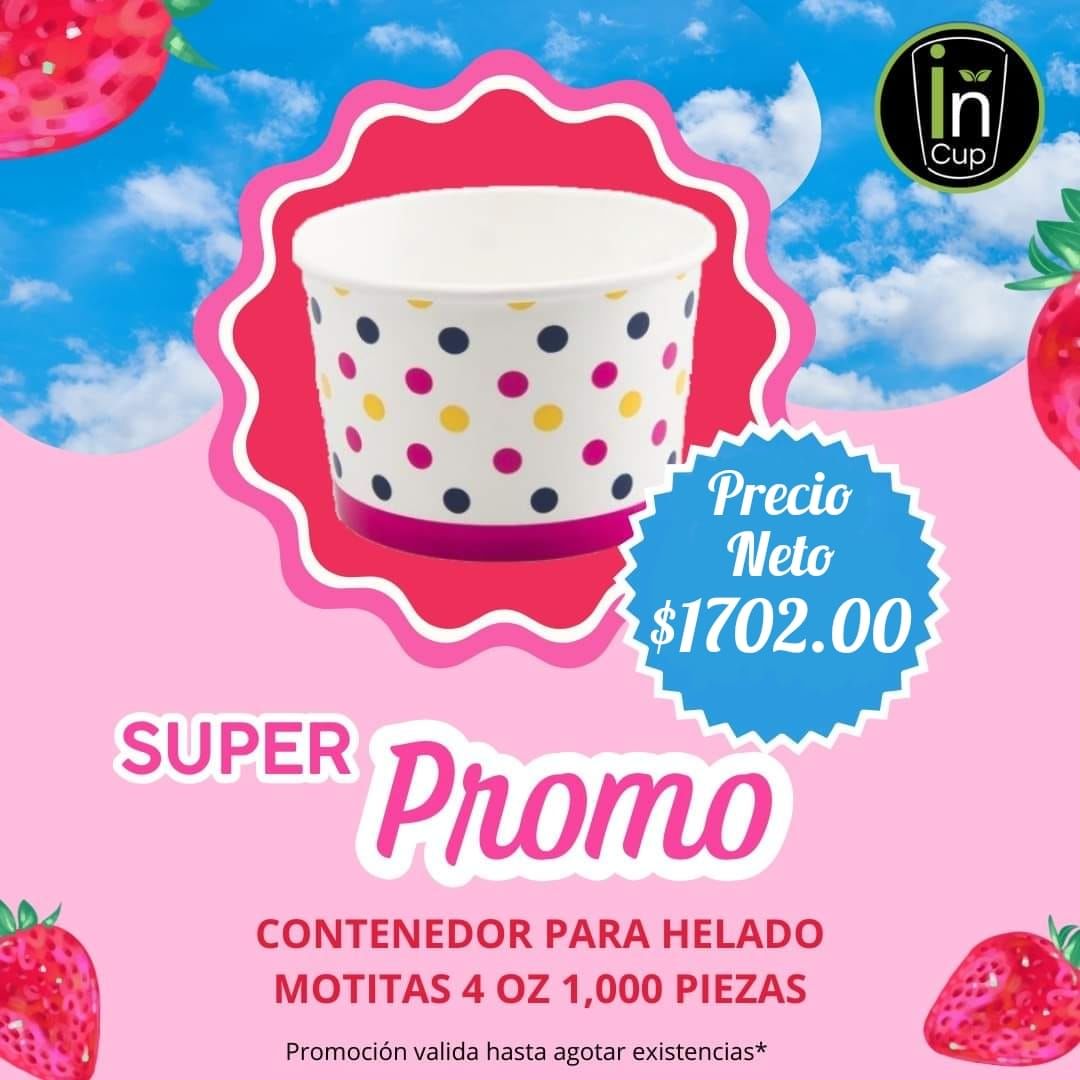 in
Cup
Precio
Neto
$1702.00
SUPER
Promo
CONTENEDOR PARA HELADO
MOTITAS 4 OZ 1,000 PIEZAS
Promoción valida hasta agotar existencias*